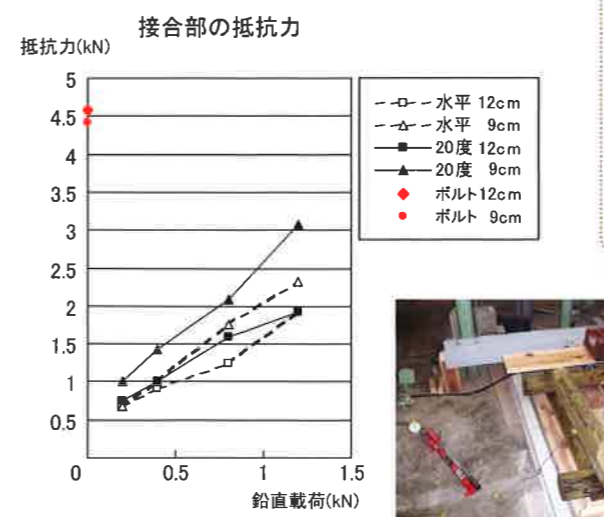 接合部の抵抗力
抵抗力(kN)
5
4.5
4
3.5
3
2.5
2
1.5
1
0.5
0
0.5
1
1.5
鉛直載荷(kN)
水平 12cm
水平 9cm
20度 12cm
20度 9cm
ボルト12cm
ボルト 9cm